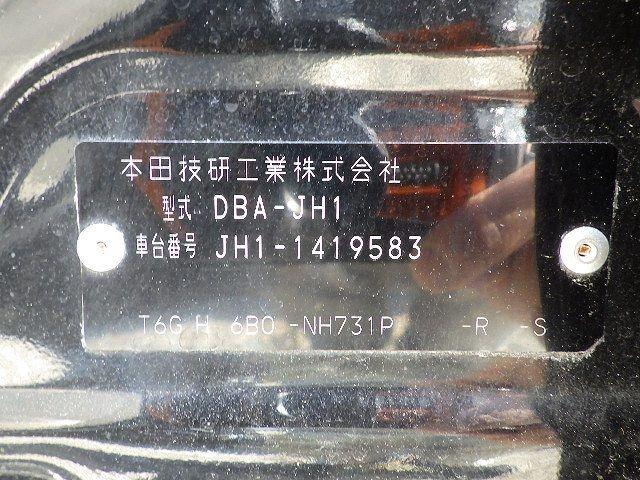 本田技研工業株式会社
型式 DBA-JH1
車台番号 JH1-1419583
T6G H 6B0 -NH731P -R -S